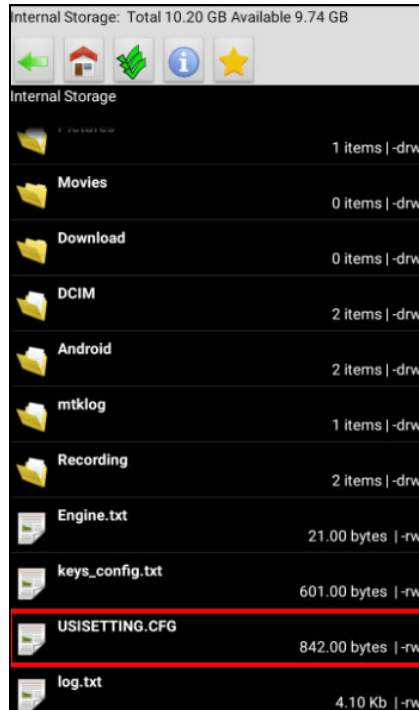 Internal Storage: Total 10.20 GB Available 9.74 GB
Internal Storage
Pictures
1 items | -drw
Movies
0 items | -drw
Download
0 items | -drw
DCIM
2 items | -drw
Android
2 items | -drw
mtklog
1 items | -drw
Recording
2 items | -drw
Engine.txt
21.00 bytes | -rw
keys_config.txt
601.00 bytes | -rw
USISETTING.CFG
842.00 bytes | -rw
log.txt
4.10 Kb | -rw